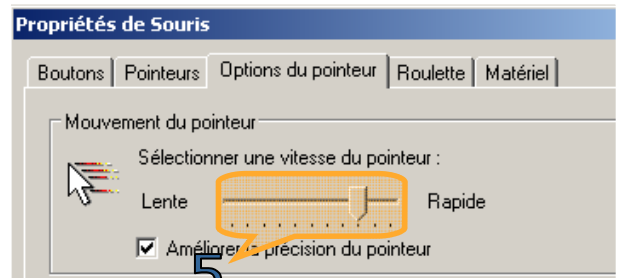 Propriétés de Souris
Boutons Pointeurs Options du pointeur Roulette Matériel
Mouvement du pointeur
Sélectionner une vitesse du pointeur :
Lente Rapide
Améliorer la précision du pointeur
5